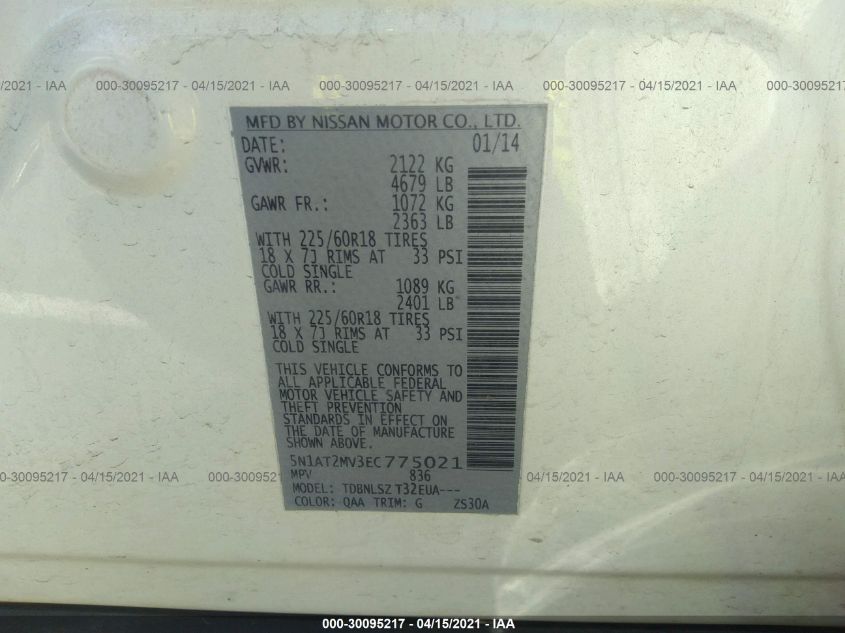 000-30095217 - 04/15/2021 - IAA
MFD BY NISSAN MOTOR CO., LTD.
DATE: 01/14
GVWR: 2122 KG
4679 LB
GAWR FR.: 1072 KG
2363 LB
WITH 225/60R18 TIRES
18 X 7J RIMS AT 33 PSI
COLD SINGLE
GAWR RR.: 1089 KG
2401 LB
WITH 225/60R18 TIRES
18 X 7J RIMS AT 33 PSI
COLD SINGLE
THIS VEHICLE CONFORMS TO
ALL APPLICABLE FEDERAL
MOTOR VEHICLE SAFETY AND
THEFT PREVENTION
STANDARDS IN EFFECT ON
THE DATE OF MANUFACTURE
SHOWN ABOVE.
5N1AT2MV3EC775021
MPV 836
MODEL: TDBNLSZ T32EUA---
COLOR: QAA TRIM: G ZS30A
000-30095217 - 04/15/2021 - IAA